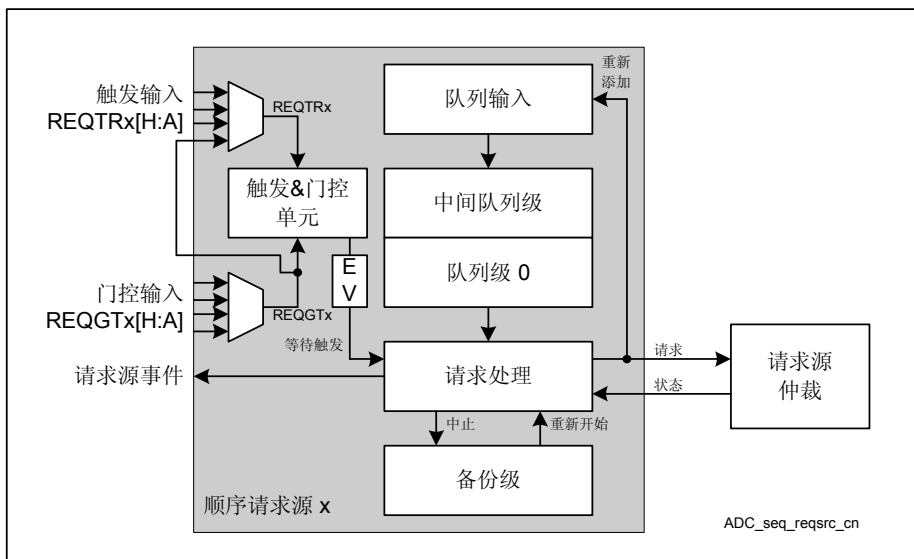 触发输入
REQTRx[H:A]
REQTRx
触发&门控
单元
E
V
门控输入
REQGTx[H:A]
REQGTx
等待触发
请求源事件
重新
添加
队列输入
中间队列级
队列级 0
请求处理
请求
状态
请求源
仲裁
中止
重新开始
备份级
顺序请求源 x
ADC_seq_reqsrc_cn